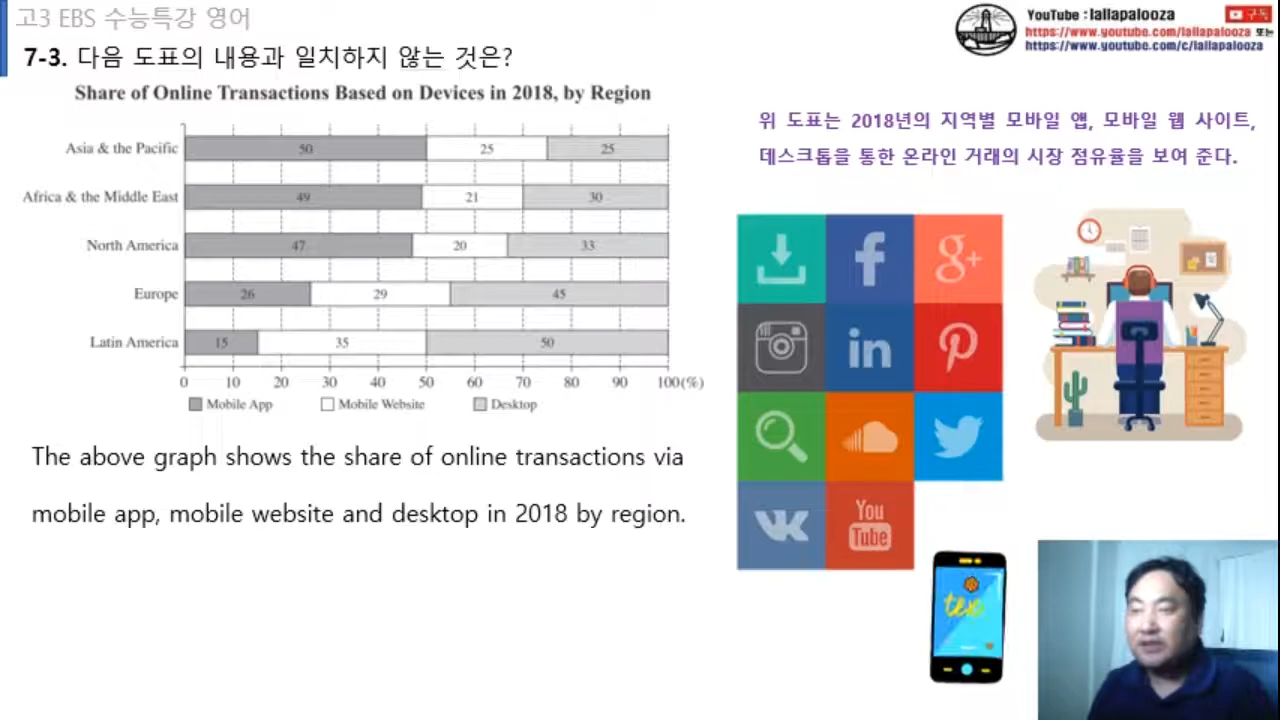 고3 EBS 수능특강 영어
YouTube : lallapalooza
구독
https://www.youtube.com/lallapalooza 또는
https://www.youtube.com/c/lallapalooza
7-3. 다음 도표의 내용과 일치하지 않는 것은?
Share of Online Transactions Based on Devices in 2018, by Region
Asia & the Pacific 50 25 25
Africa & the Middle East 49 21 30
North America 47 20 33
Europe 26 29 45
Latin America 15 35 50
0 10 20 30 40 50 60 70 80 90 100(%)
Mobile App Mobile Website Desktop
위 도표는 2018년의 지역별 모바일 앱, 모바일 웹 사이트,
데스크톱을 통한 온라인 거래의 시장 점유율을 보여 준다.
The above graph shows the share of online transactions via
mobile app, mobile website and desktop in 2018 by region.
f
g+
in
You
Tube